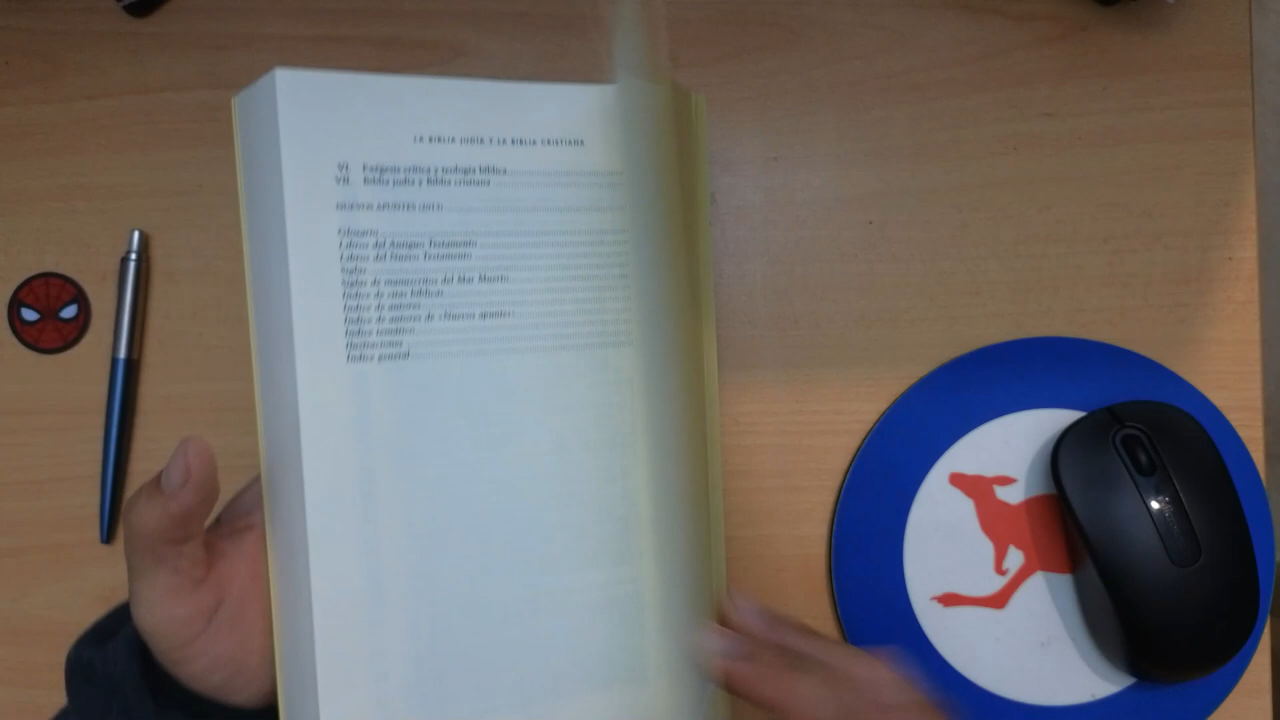 LA BIBLIA JUDÍA Y LA BIBLIA CRISTIANA
VI. Exégesis crítica y teología bíblica
VII. Biblia judía y Biblia cristiana
NUEVOS APUNTES (2013)
Glosario
Libros del Antiguo Testamento
Libros del Nuevo Testamento
Siglas
Siglas de manuscritos del Mar Muerto
Índice de citas bíblicas
Índice de autores
Índice de autores de «Nuevos apuntes»
Índice temático
Ilustraciones
Índice general